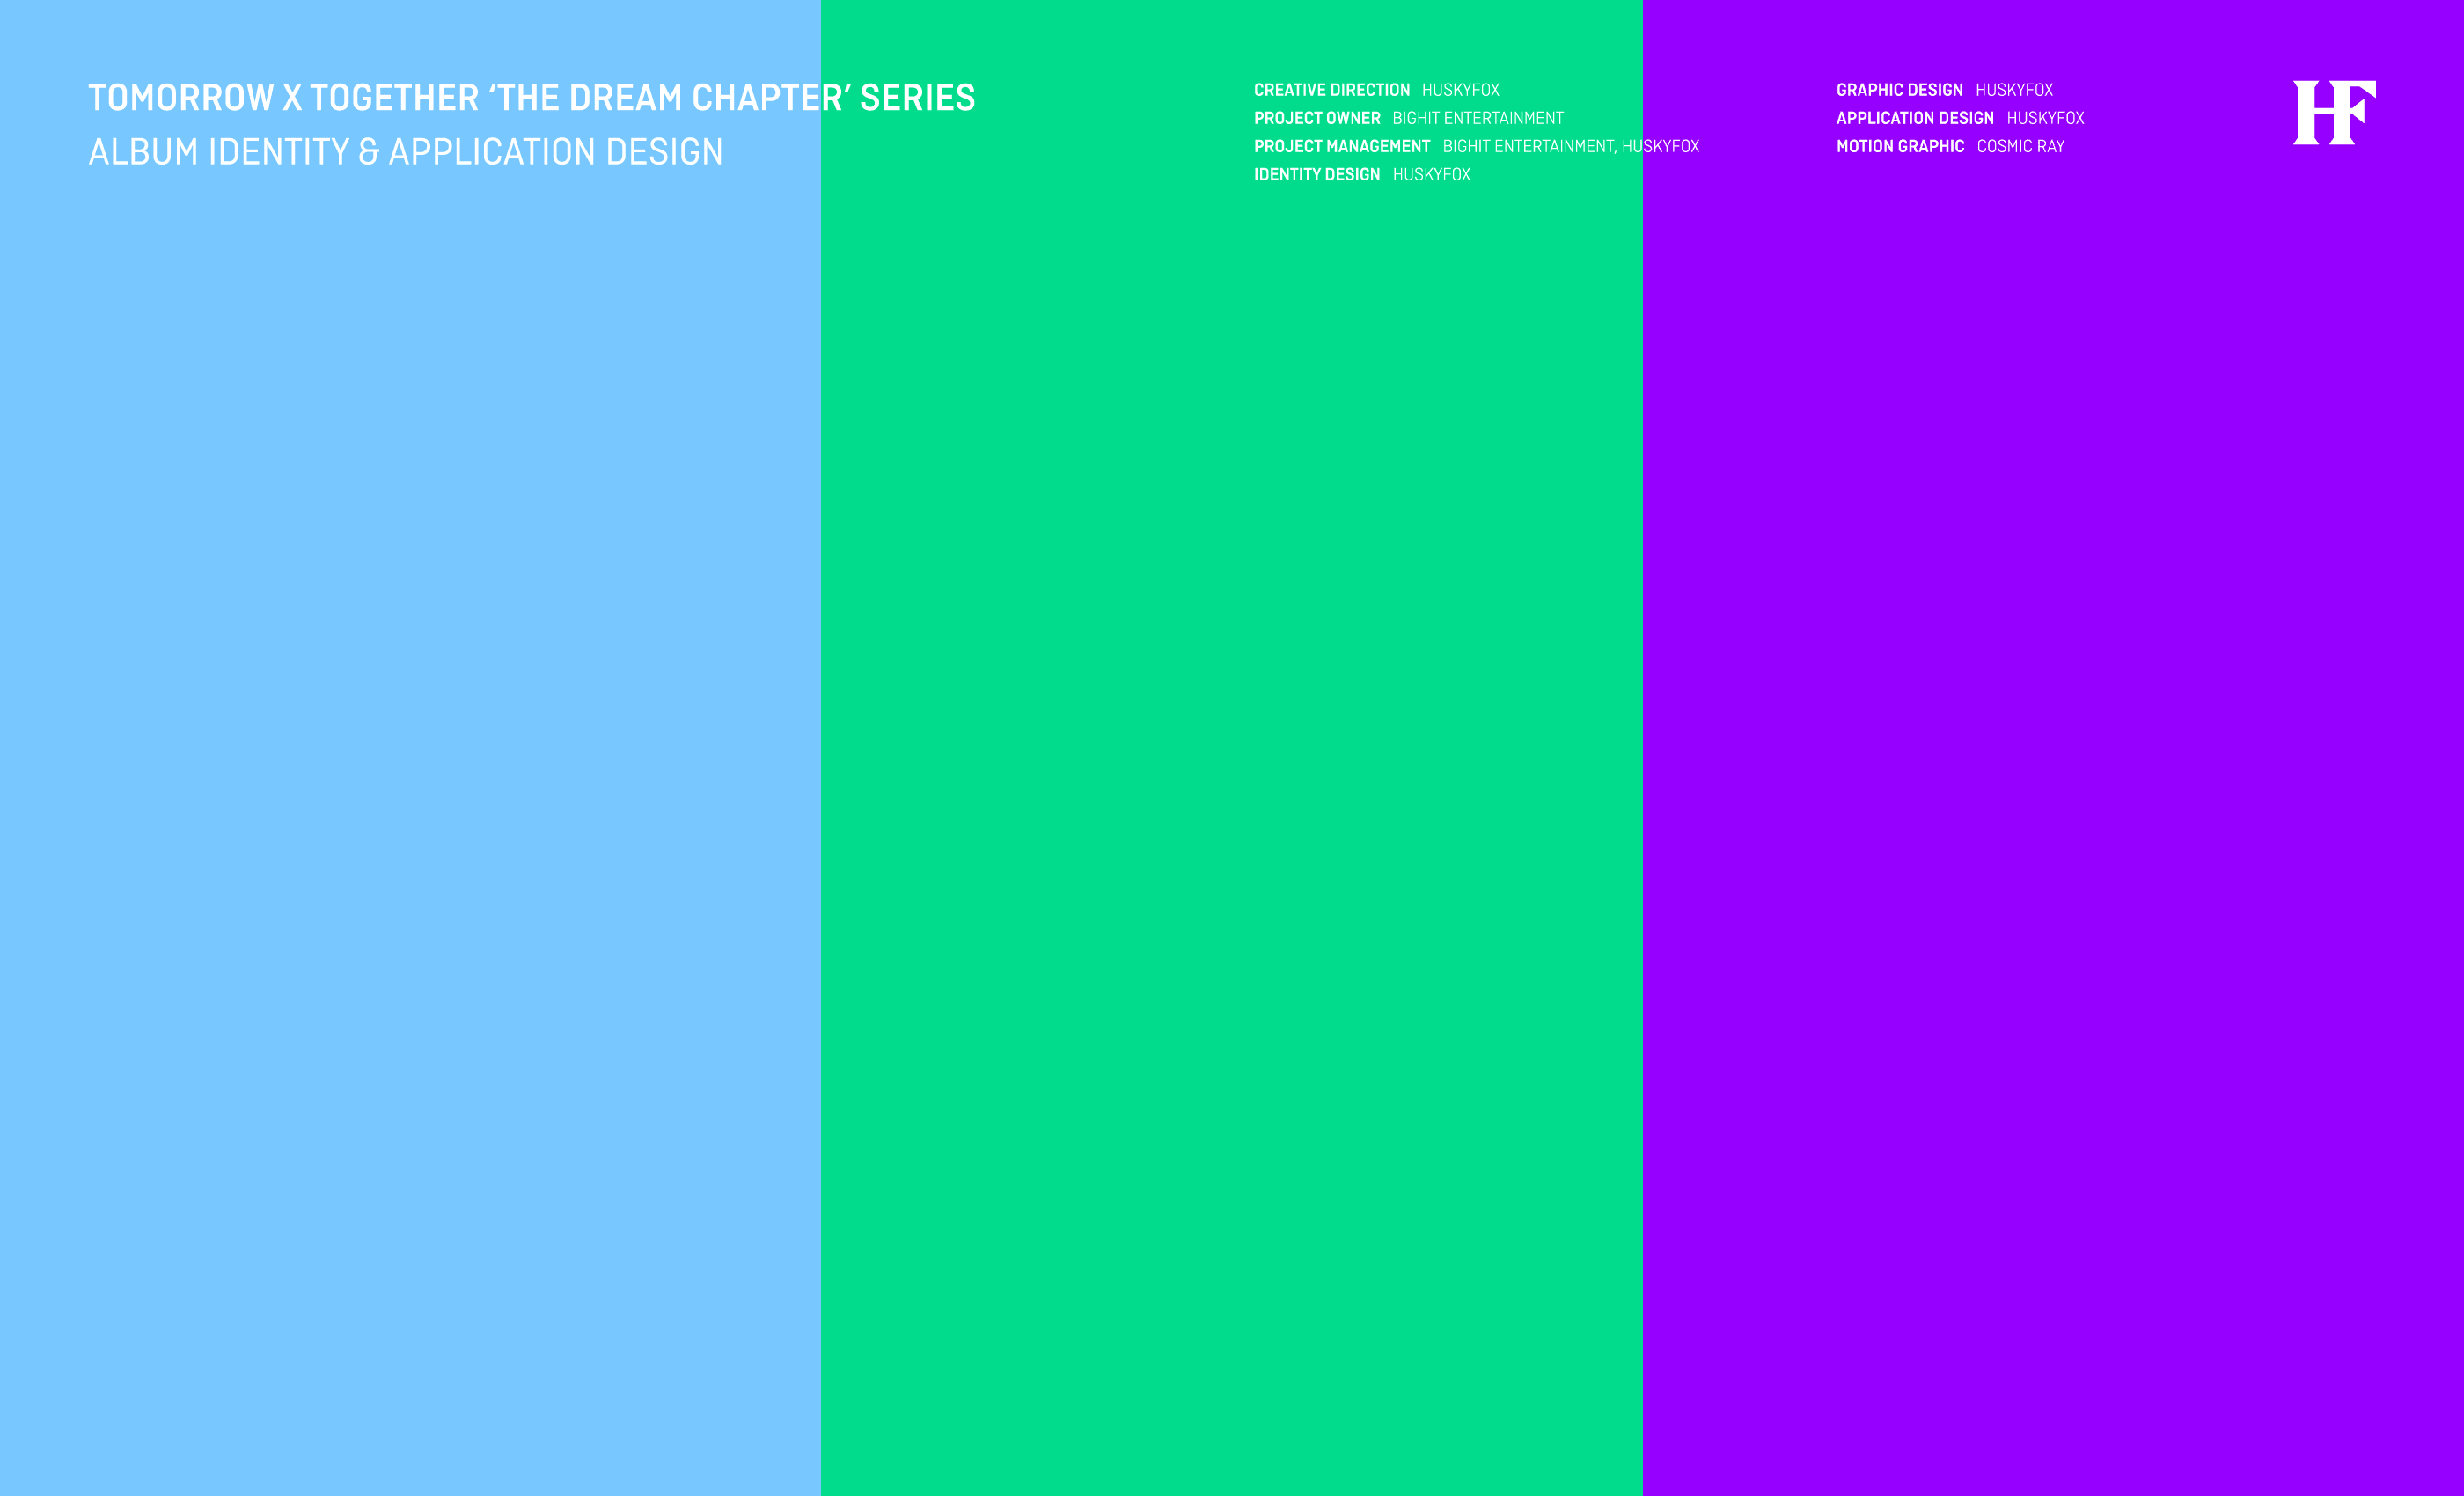 TOMORROW X TOGETHER ‘THE DREAM CHAPTER’ SERIES
ALBUM IDENTITY & APPLICATION DESIGN
CREATIVE DIRECTION HUSKYFOX
PROJECT OWNER BIGHIT ENTERTAINMENT
PROJECT MANAGEMENT BIGHIT ENTERTAINMENT, HUSKYFOX
IDENTITY DESIGN HUSKYFOX
GRAPHIC DESIGN HUSKYFOX
APPLICATION DESIGN HUSKYFOX
MOTION GRAPHIC COSMIC RAY
HF